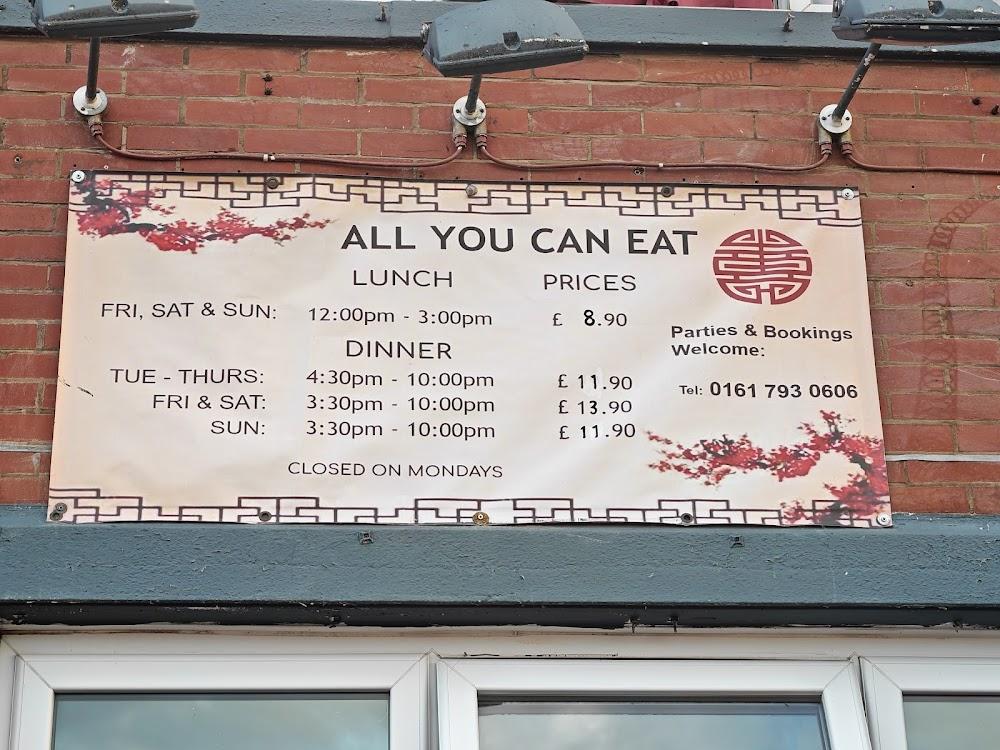 ALL YOU CAN EAT
LUNCH PRICES
FRI, SAT & SUN: 12:00pm - 3:00pm £ 8.90
DINNER
TUE - THURS: 4:30pm - 10:00pm £ 11.90
FRI & SAT: 3:30pm - 10:00pm £ 13.90
SUN: 3:30pm - 10:00pm £ 11.90
CLOSED ON MONDAYS
Parties & Bookings
Welcome:
Tel: 0161 793 0606